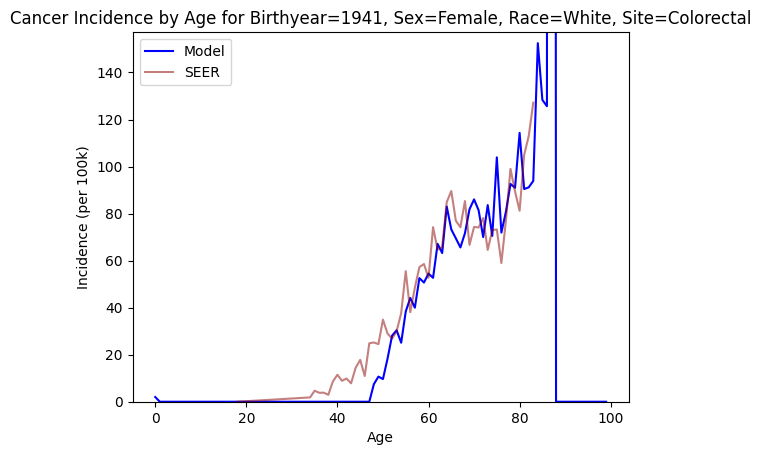 Cancer Incidence by Age for Birthyear=1941, Sex=Female, Race=White, Site=Colorectal
Model
SEER
Incidence (per 100k)
140
120
100
80
60
40
20
0
0 20 40 60 80 100
Age